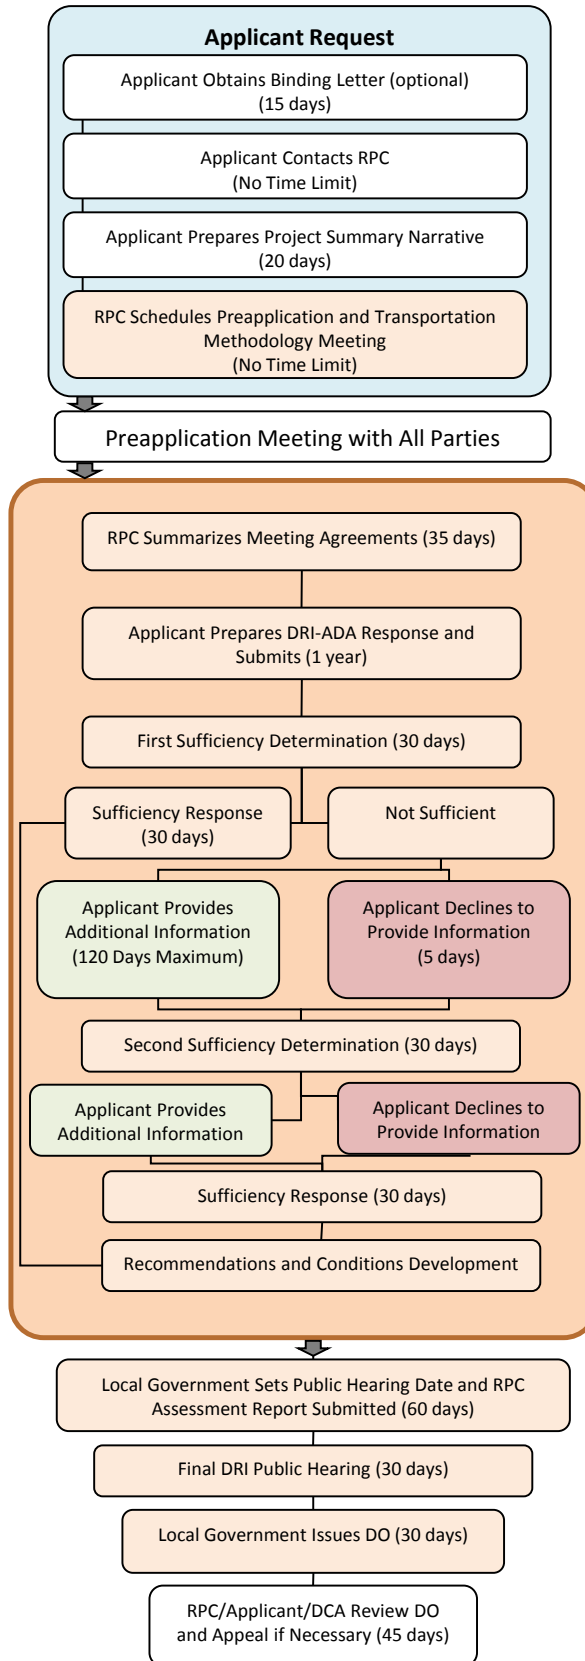 Applicant Request
Applicant Obtains Binding Letter (optional)
(15 days)
Applicant Contacts RPC
(No Time Limit)
Applicant Prepares Project Summary Narrative
(20 days)
RPC Schedules Preapplication and Transportation
Methodology Meeting
(No Time Limit)
Preapplication Meeting with All Parties
RPC Summarizes Meeting Agreements (35 days)
Applicant Prepares DRI-ADA Response and
Submits (1 year)
First Sufficiency Determination (30 days)
Sufficiency Response
(30 days)
Not Sufficient
Applicant Provides
Additional Information
(120 Days Maximum)
Applicant Declines to
Provide Information
(5 days)
Second Sufficiency Determination (30 days)
Applicant Provides
Additional Information
Applicant Declines to
Provide Information
Sufficiency Response (30 days)
Recommendations and Conditions Development
Local Government Sets Public Hearing Date and RPC
Assessment Report Submitted (60 days)
Final DRI Public Hearing (30 days)
Local Government Issues DO (30 days)
RPC/Applicant/DCA Review DO
and Appeal if Necessary (45 days)